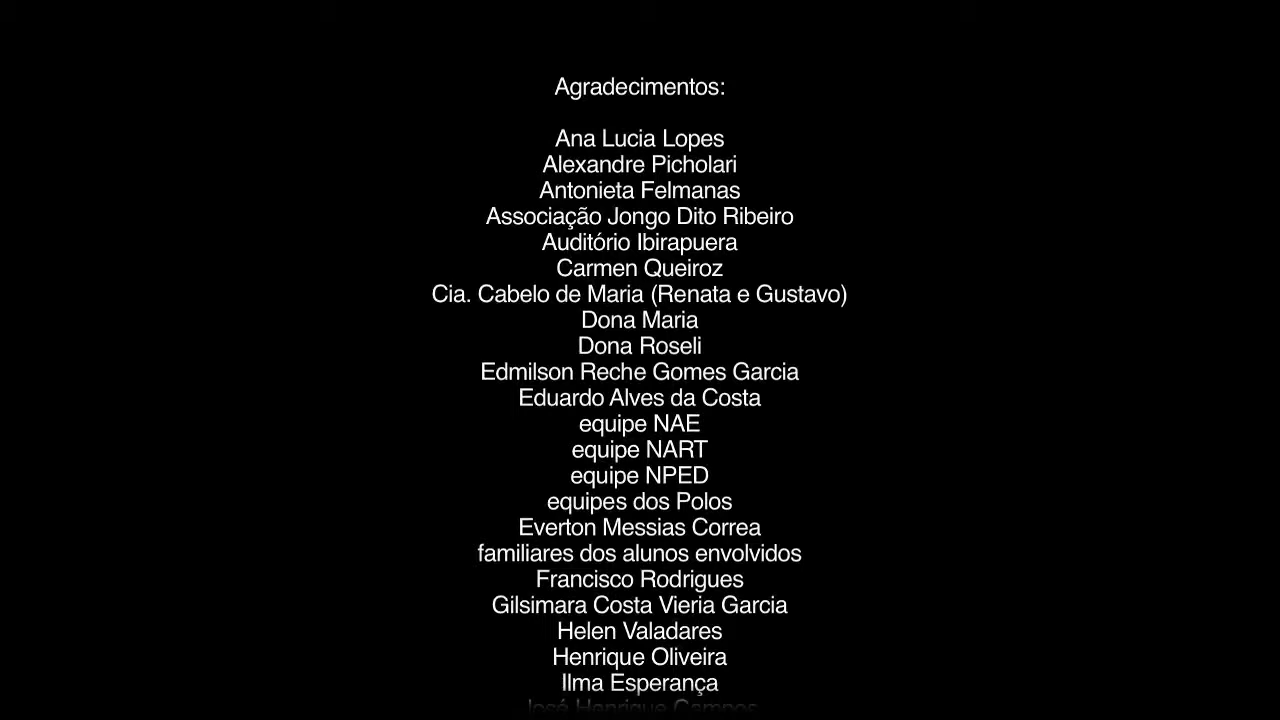 Agradecimentos:
Ana Lucia Lopes
Alexandre Picholari
Antonieta Felmanas
Associação Jongo Dito Ribeiro
Auditório Ibirapuera
Carmen Queiroz
Cia. Cabelo de Maria (Renata e Gustavo)
Dona Maria
Dona Roseli
Edmilson Reche Gomes Garcia
Eduardo Alves da Costa
equipe NAE
equipe NART
equipe NPED
equipes dos Polos
Everton Messias Correa
familiares dos alunos envolvidos
Francisco Rodrigues
Gilsimara Costa Vieria Garcia
Helen Valadares
Henrique Oliveira
Ilma Esperança
José Henrique Campos